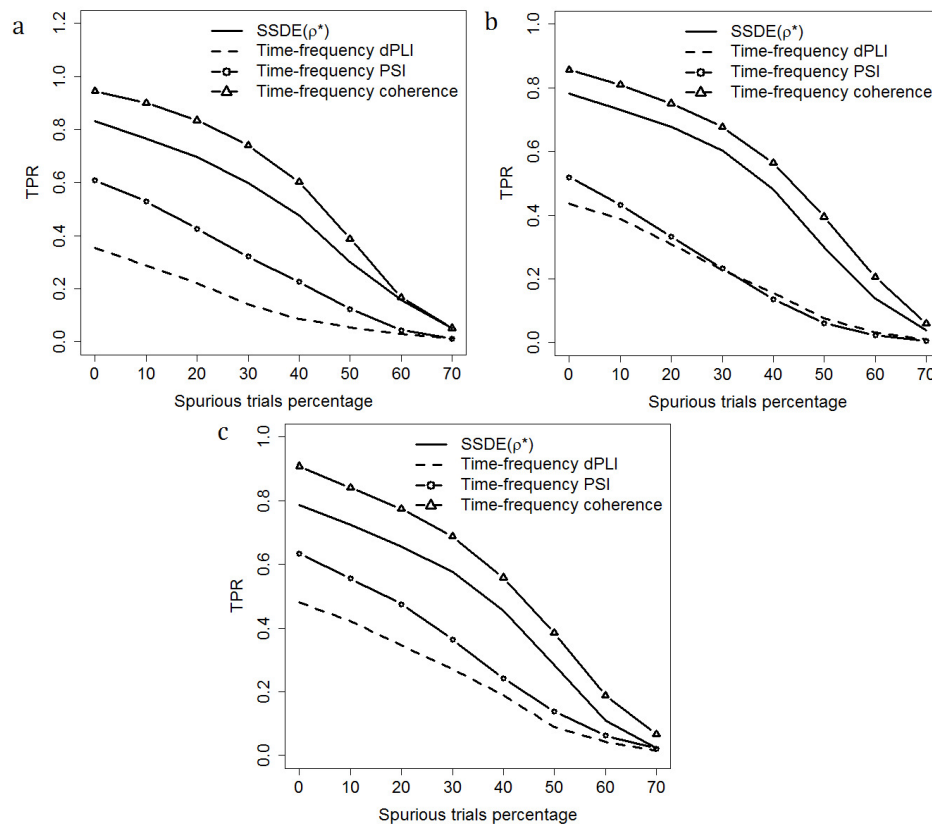 a
SSDE(ρ*)
Time-frequency dPLI
Time-frequency PSI
Time-frequency coherence
TPR
0.0 0.2 0.4 0.6 0.8 1.0 1.2
0 10 20 30 40 50 60 70
Spurious trials percentage
b
SSDE(ρ*)
Time-frequency dPLI
Time-frequency PSI
Time-frequency coherence
TPR
0.0 0.2 0.4 0.6 0.8 1.0
0 10 20 30 40 50 60 70
Spurious trials percentage
c
SSDE(ρ*)
Time-frequency dPLI
Time-frequency PSI
Time-frequency coherence
TPR
0.0 0.2 0.4 0.6 0.8 1.0
0 10 20 30 40 50 60 70
Spurious trials percentage